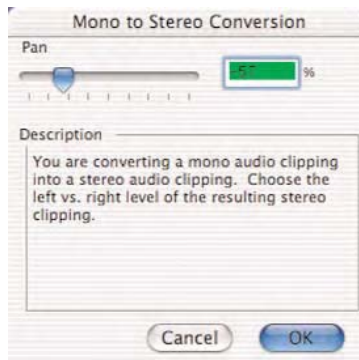 Mono to Stereo Conversion
Pan
%
Description
You are converting a mono audio clipping
into a stereo audio clipping. Choose the
left vs. right level of the resulting stereo
clipping.
Cancel
OK